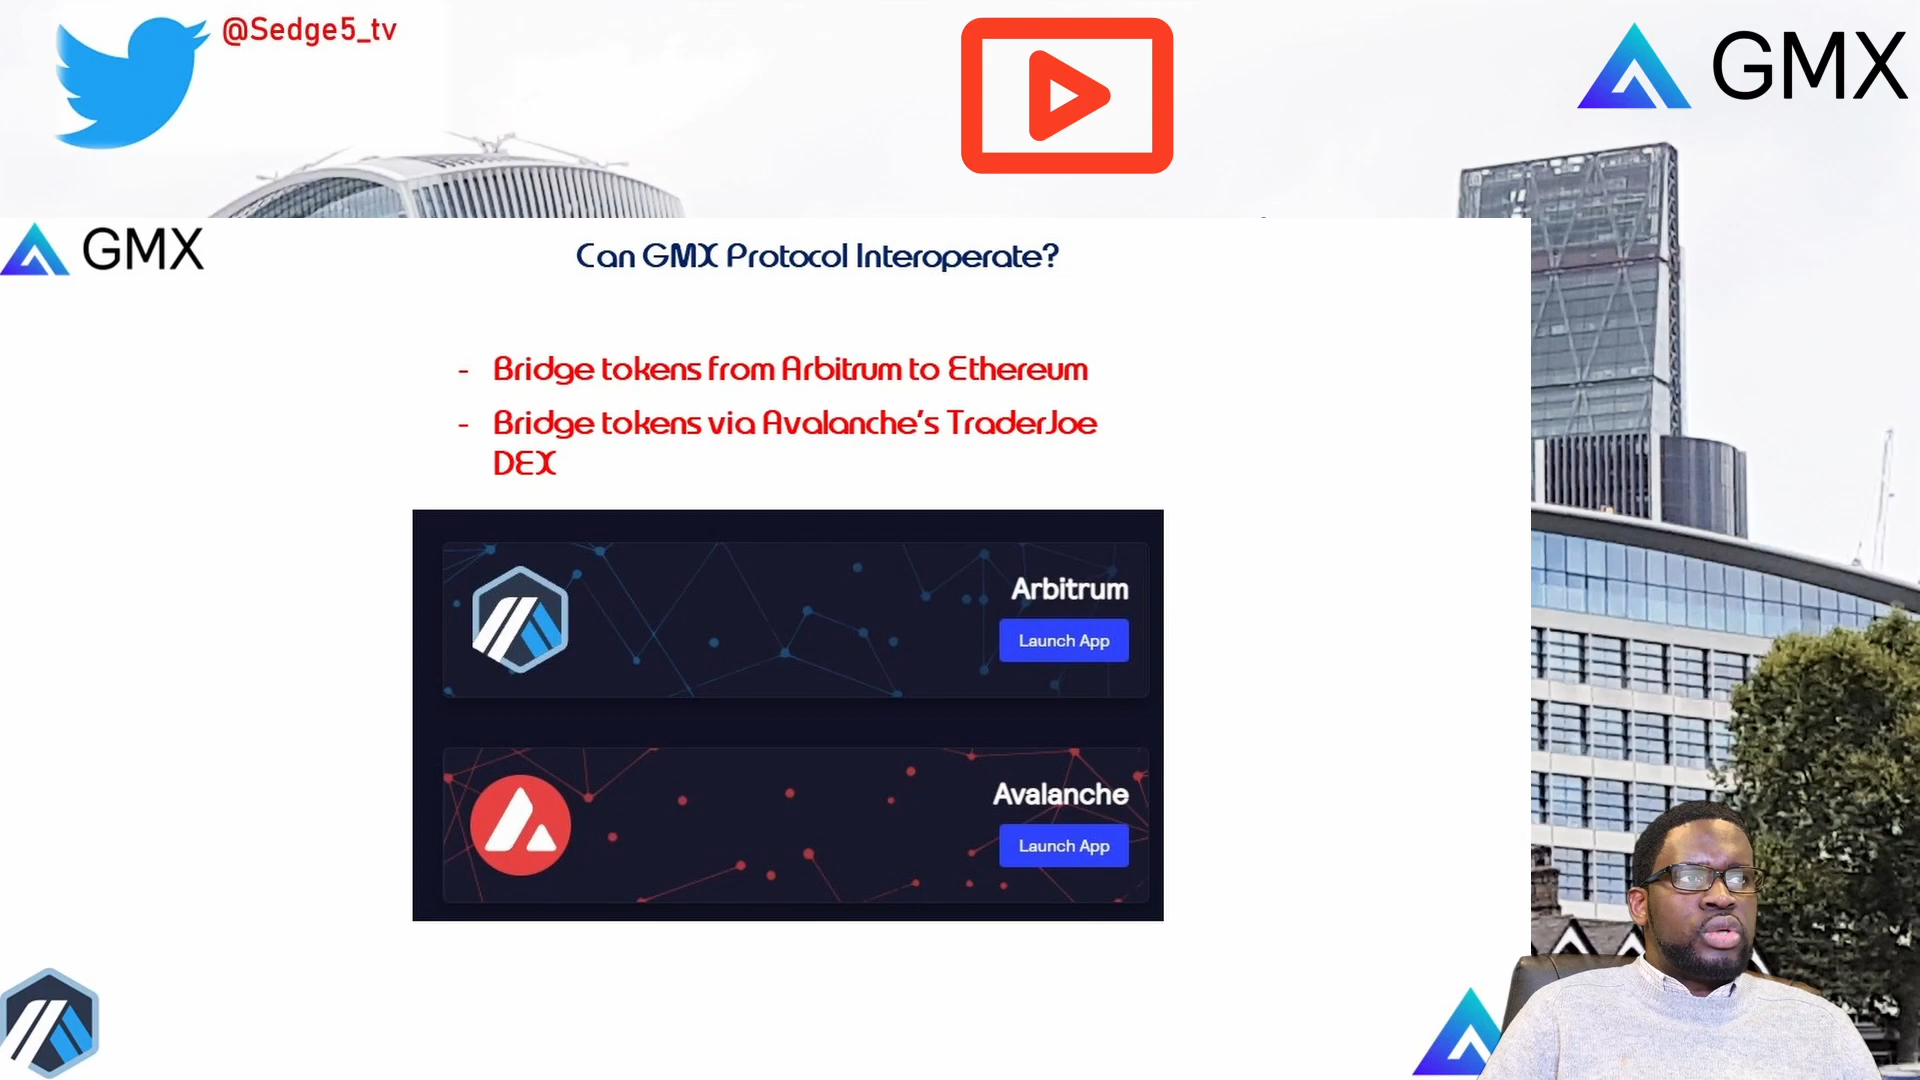 @Sedge5_tv
GMX
GMX
Can GMX Protocol Interoperate?
- Bridge tokens from Arbitrum to Ethereum
- Bridge tokens via Avalanche's TraderJoe
DEX
Arbitrum
Launch App
Avalanche
Launch App